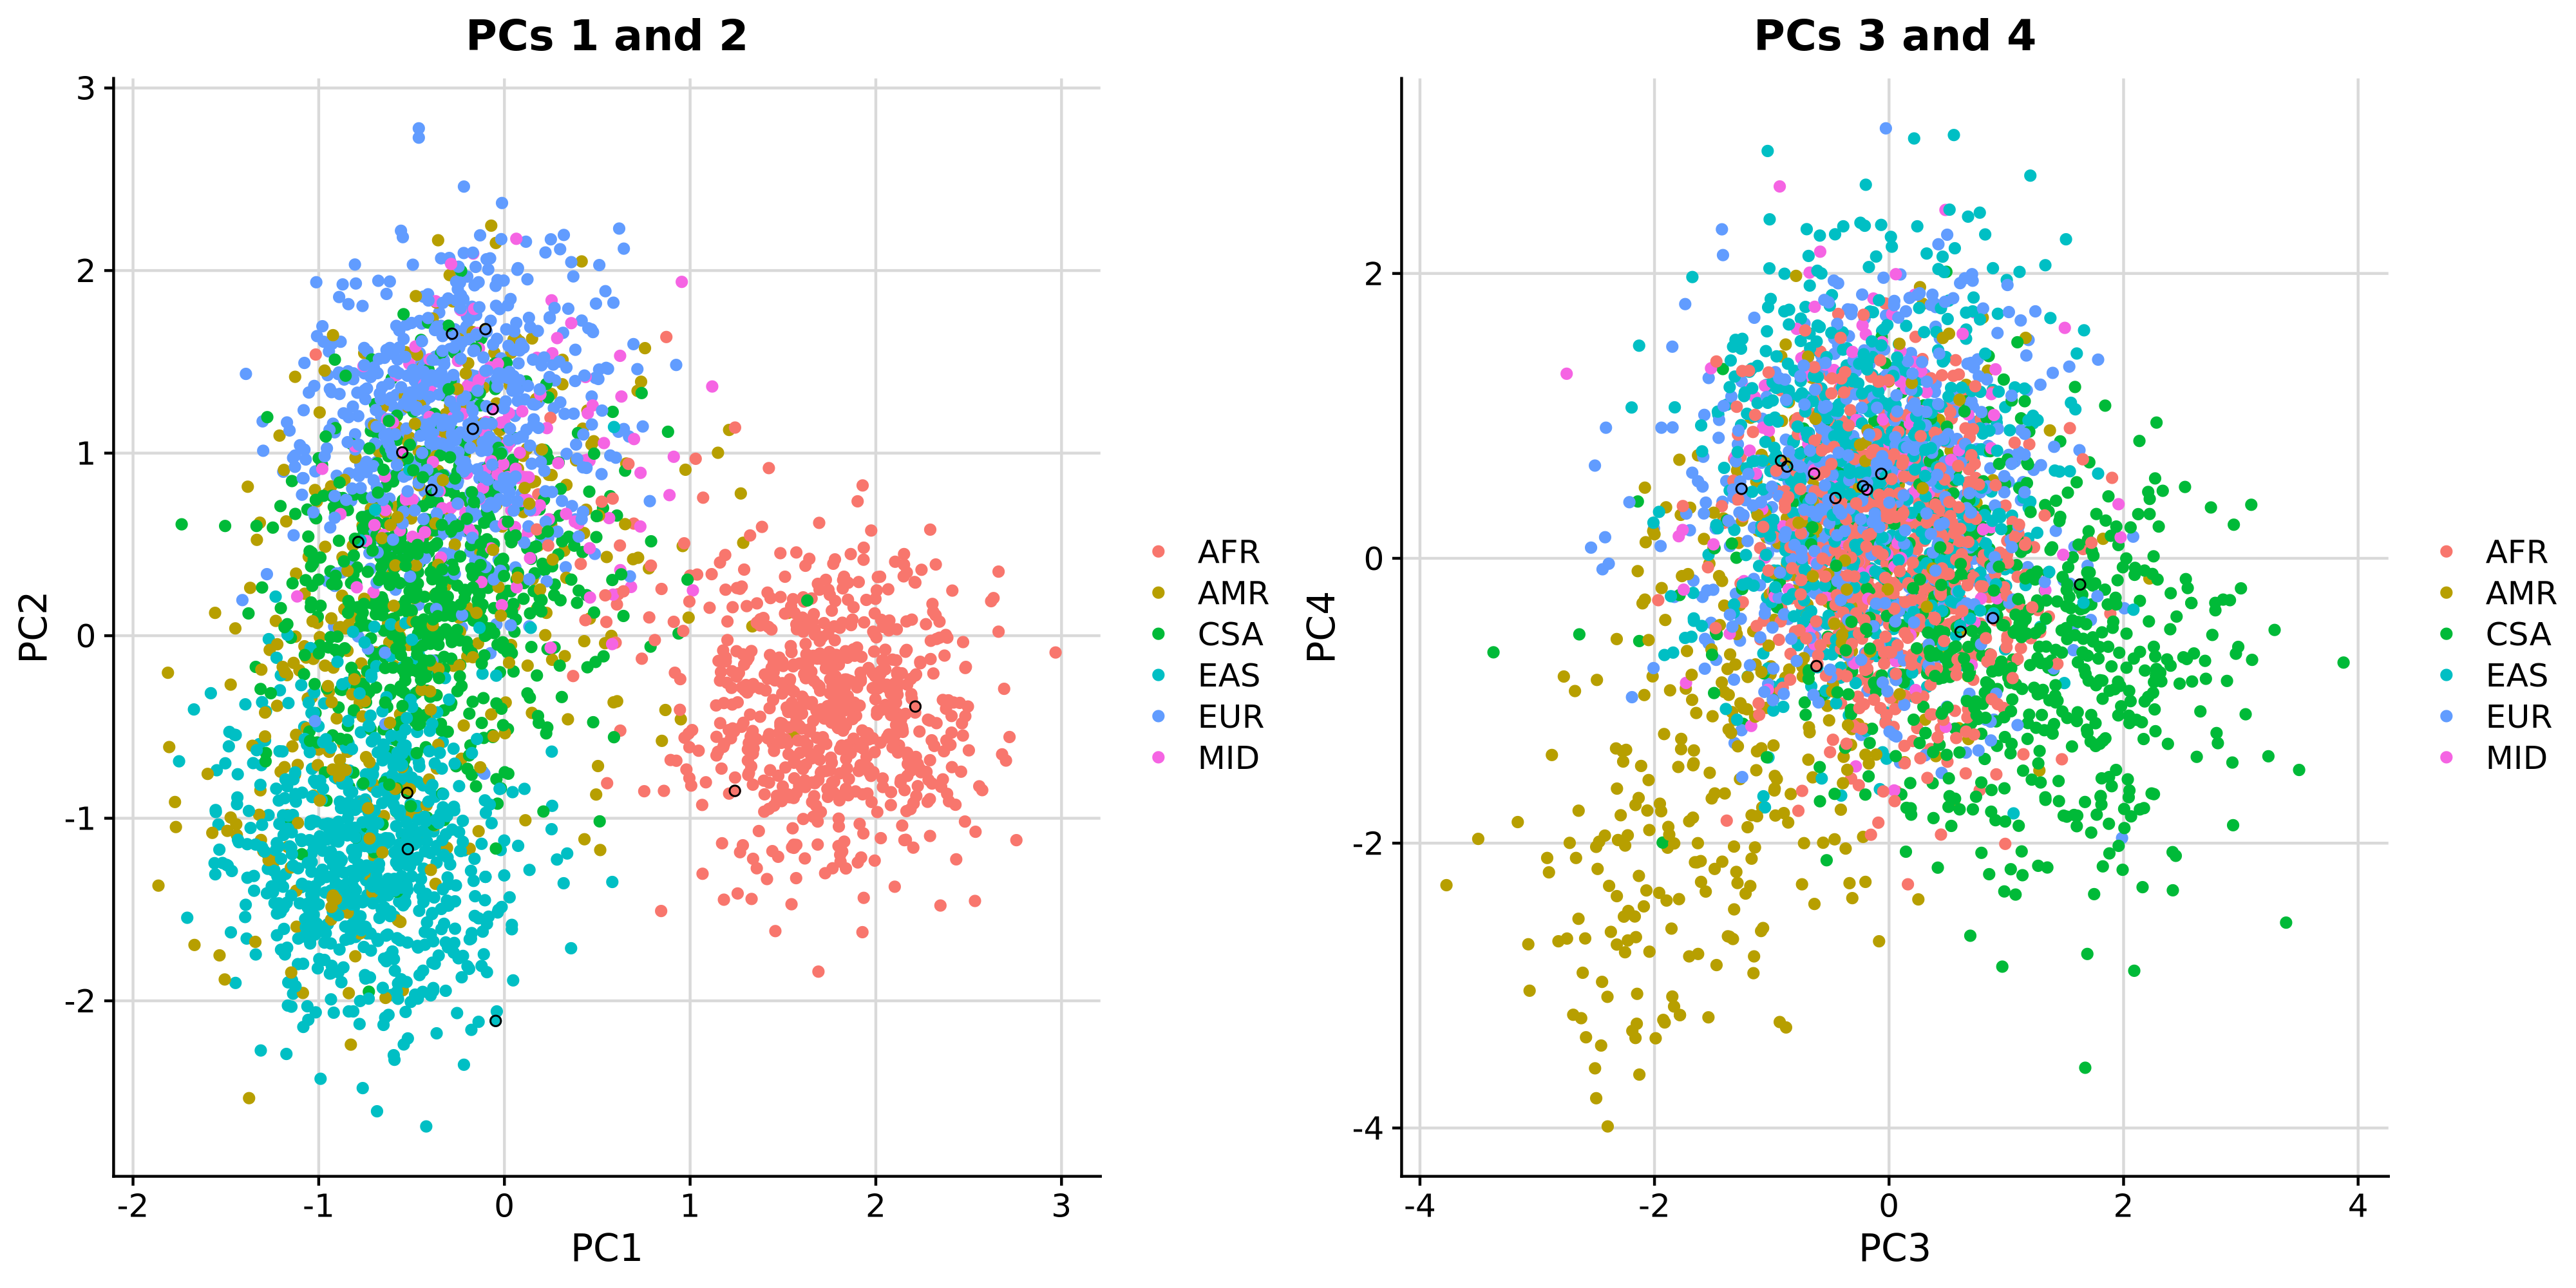 PCs 1 and 2
3
2
1
0
-1
-2
PC2
-2 -1 0 1 2 3
PC1
AFR
AMR
CSA
EAS
EUR
MID
PCs 3 and 4
2
0
-2
-4
PC4
-4 -2 0 2 4
PC3
AFR
AMR
CSA
EAS
EUR
MID